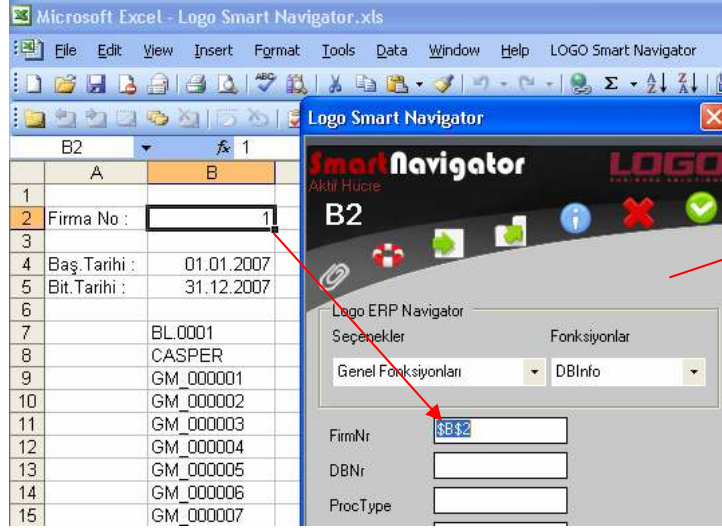 Microsoft Excel - Logo Smart Navigator.xls
File Edit View Insert Format Tools Data Window Help LOGO Smart Navigator
B2 fx 1
A B
1
2 Firma No : 1
3
4 Baş.Tarihi : 01.01.2007
5 Bit.Tarihi : 31.12.2007
6
7 BL.0001
8 CASPER
9 GM_000001
10 GM_000002
11 GM_000003
12 GM_000004
13 GM_000005
14 GM_000006
15 GM_000007
Logo Smart Navigator
Smart Navigator LOGO
Aktif Hücre
B2
Logo ERP Navigator
Seçenekler Fonksiyonlar
Genel Fonksiyonları DBInfo
FirmNr $B$2
DBNr
ProcType